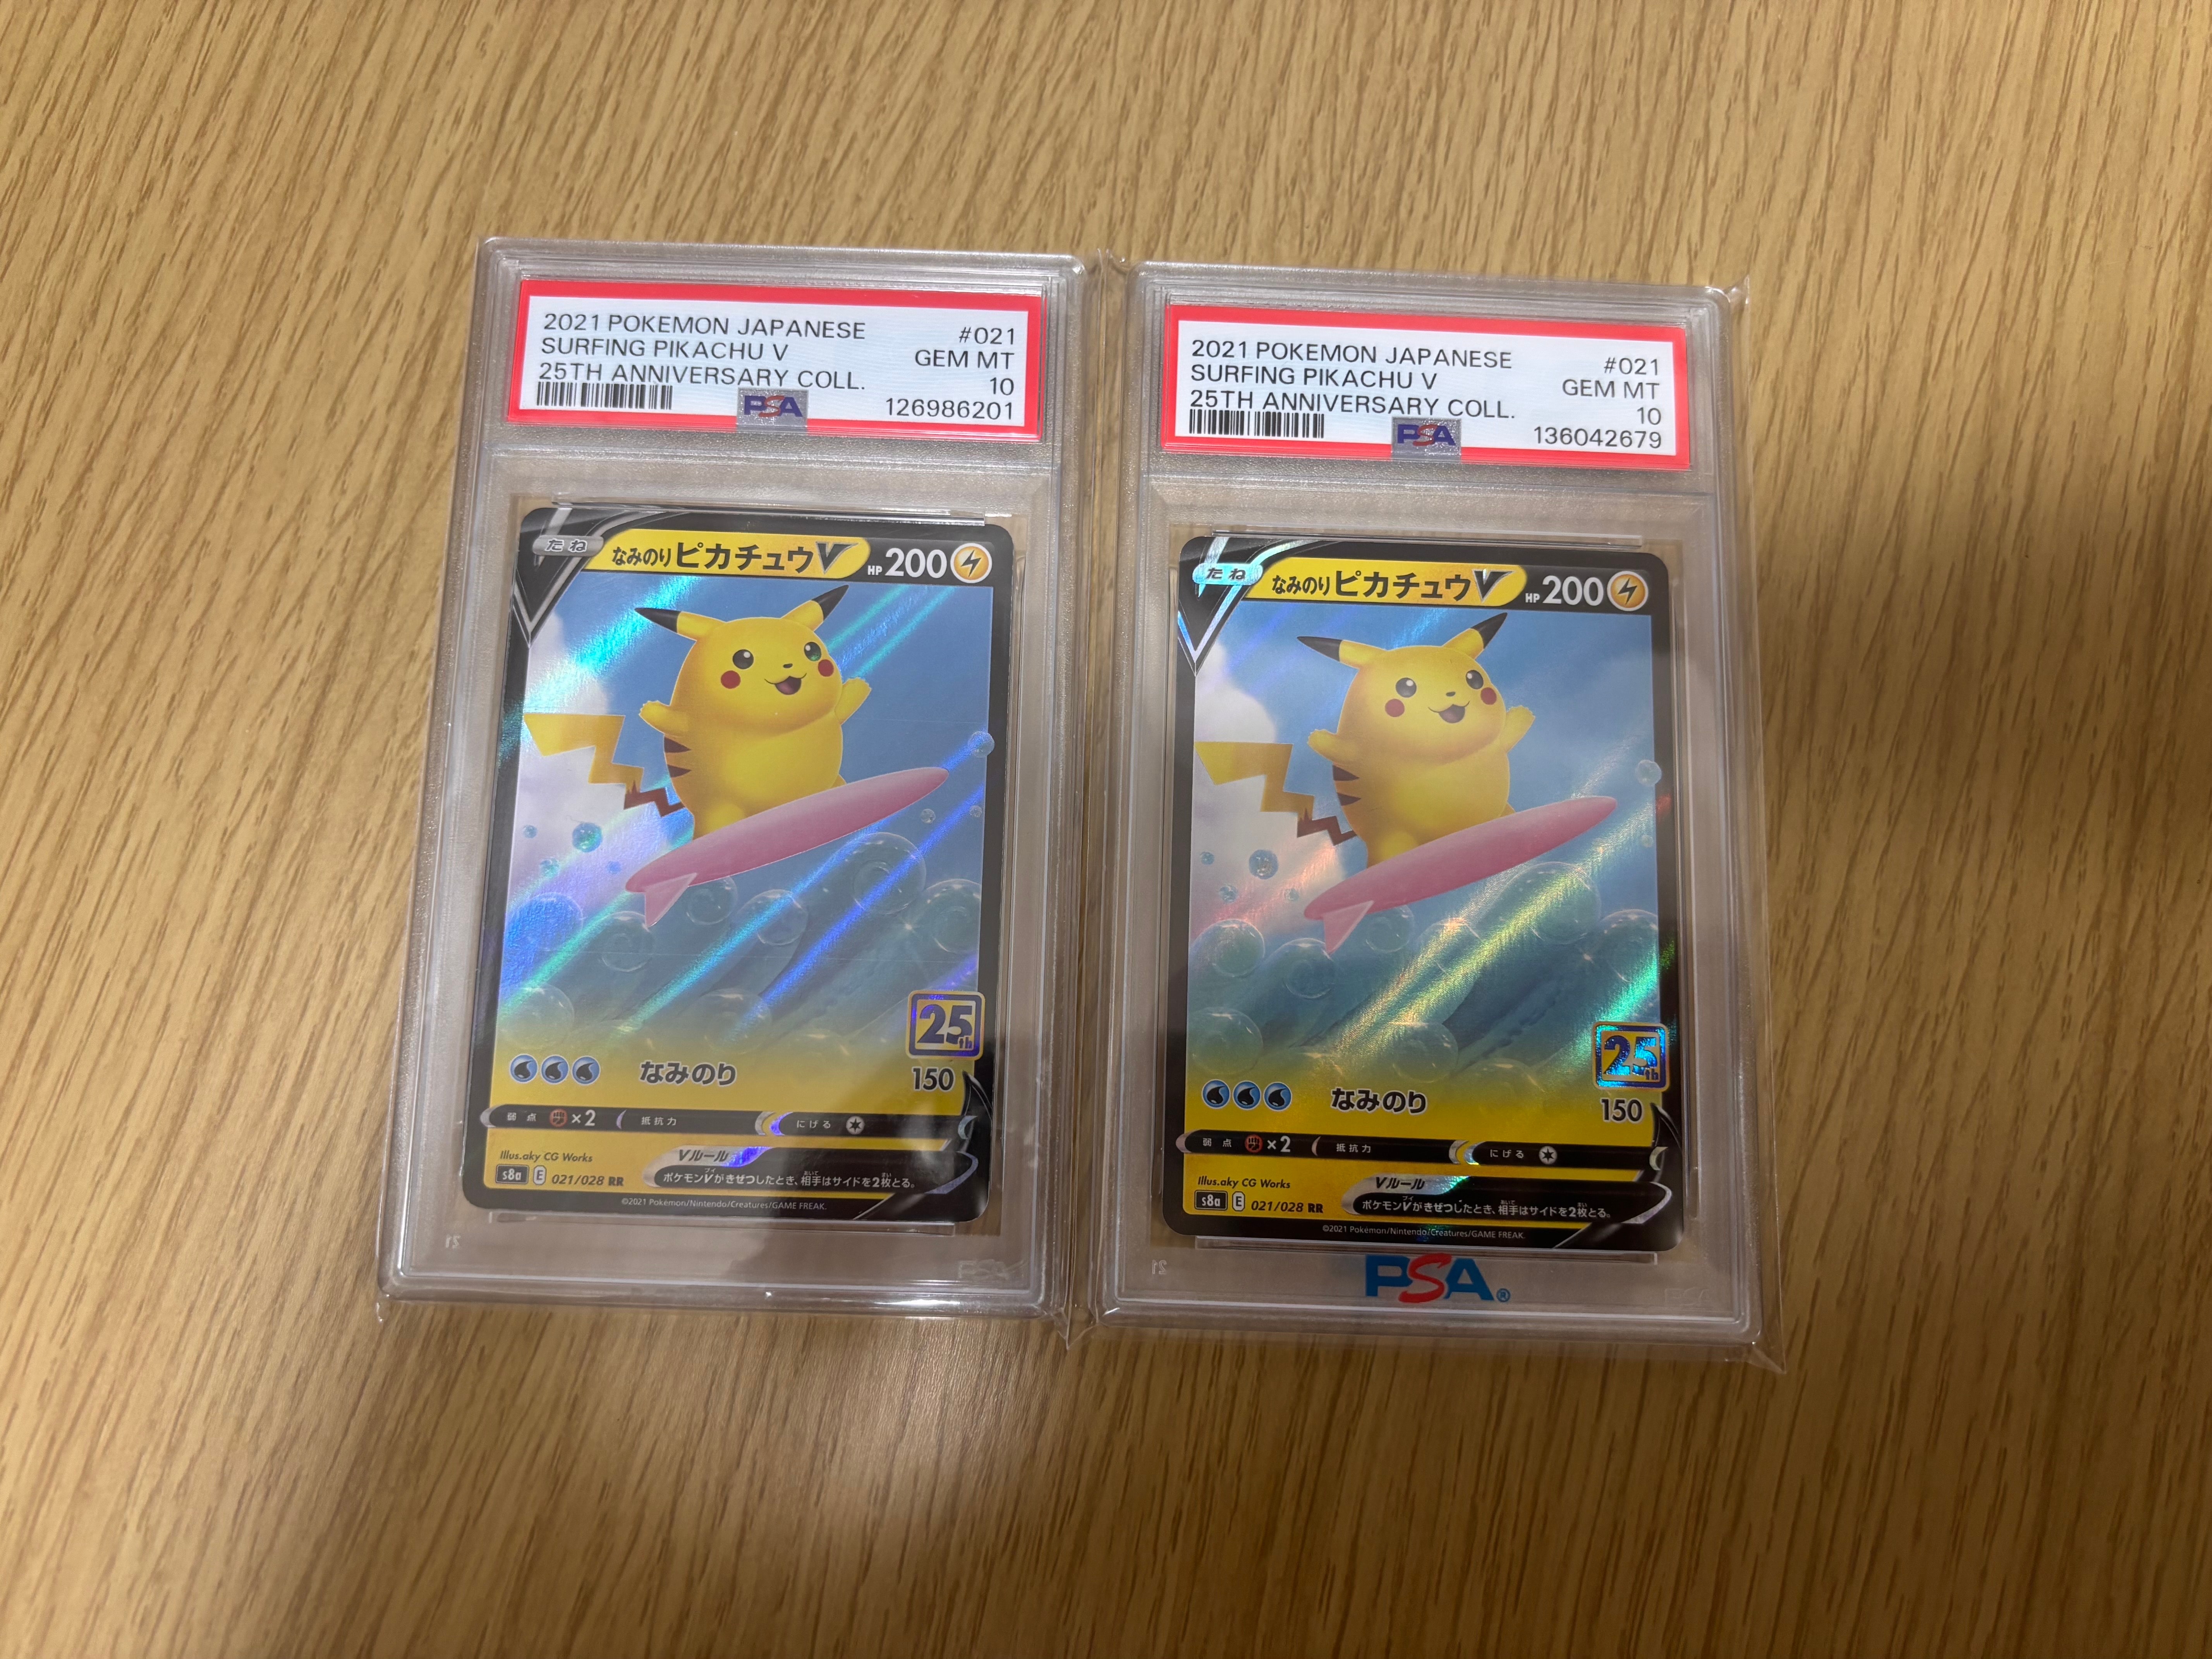 2021 POKEMON JAPANESE #021
SURFING PIKACHU V GEM MT
25TH ANNIVERSARY COLL. 10
PSA 126986201
たね なみのりピカチュウV HP 200
25th
なみのり 150
弱点 ×2 抵抗力 にげる
Illus.aky CG Works
Vルール
s8a E 021/028 RR
ポケモンVがきぜつしたとき、相手はサイドを2枚とる。
©2021 Pokémon/Nintendo/Creatures/GAME FREAK.
21 PSA
2021 POKEMON JAPANESE #021
SURFING PIKACHU V GEM MT
25TH ANNIVERSARY COLL. 10
PSA 136042679
たね なみのりピカチュウV HP 200
25th
なみのり 150
弱点 ×2 抵抗力 にげる
Illus.aky CG Works
Vルール
s8a E 021/028 RR
ポケモンVがきぜつしたとき、相手はサイドを2枚とる。
©2021 Pokémon/Nintendo/Creatures/GAME FREAK.
21 PSA®